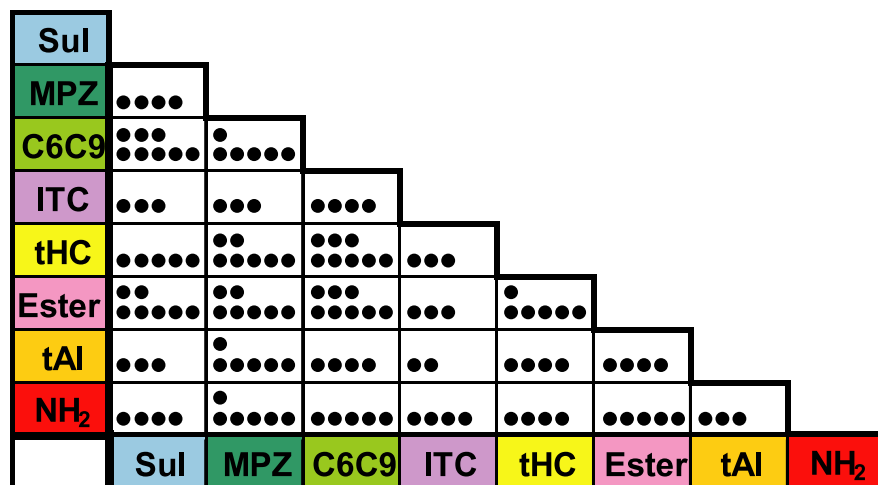 Sul
MPZ
C6C9
ITC
tHC
Ester
tAl
NH₂
Sul MPZ C6C9 ITC tHC Ester tAl NH₂